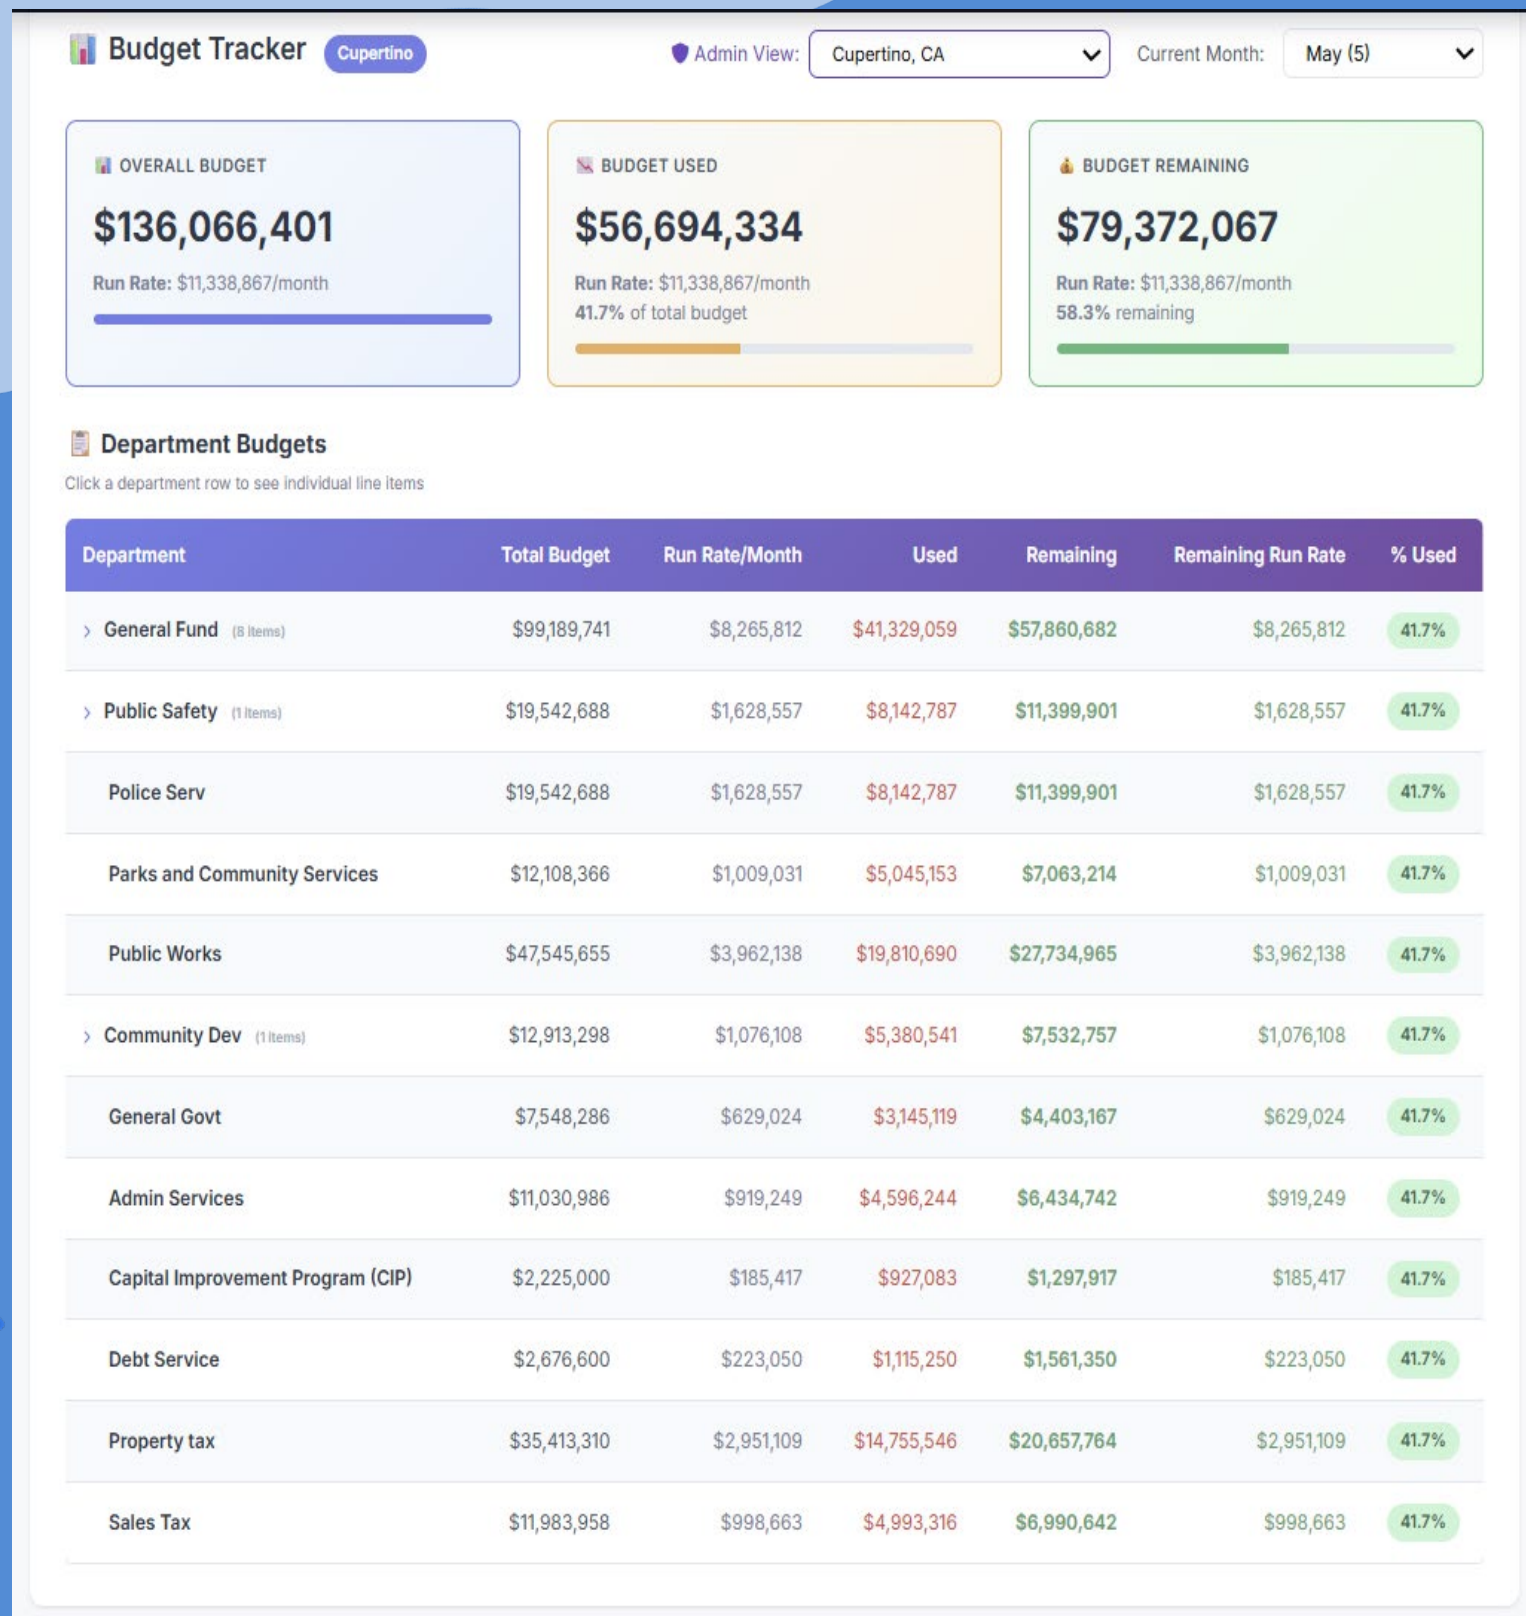 Budget Tracker Cupertino Admin View: Cupertino, CA Current Month: May (5)
OVERALL BUDGET
$136,066,401
Run Rate: $11,338,867/month
BUDGET USED
$56,694,334
Run Rate: $11,338,867/month
41.7% of total budget
BUDGET REMAINING
$79,372,067
Run Rate: $11,338,867/month
58.3% remaining
Department Budgets
Click a department row to see individual line items
Department Total Budget Run Rate/Month Used Remaining Remaining Run Rate % Used
General Fund (8 items) $99,189,741 $8,265,812 $41,329,059 $57,860,682 $8,265,812 41.7%
Public Safety (1 items) $19,542,688 $1,628,557 $8,142,787 $11,399,901 $1,628,557 41.7%
Police Serv $19,542,688 $1,628,557 $8,142,787 $11,399,901 $1,628,557 41.7%
Parks and Community Services $12,108,366 $1,009,031 $5,045,153 $7,063,214 $1,009,031 41.7%
Public Works $47,545,655 $3,962,138 $19,810,690 $27,734,965 $3,962,138 41.7%
Community Dev (1 items) $12,913,298 $1,076,108 $5,380,541 $7,532,757 $1,076,108 41.7%
General Govt $7,548,286 $629,024 $3,145,119 $4,403,167 $629,024 41.7%
Admin Services $11,030,986 $919,249 $4,596,244 $6,434,742 $919,249 41.7%
Capital Improvement Program (CIP) $2,225,000 $185,417 $927,083 $1,297,917 $185,417 41.7%
Debt Service $2,676,600 $223,050 $1,115,250 $1,561,350 $223,050 41.7%
Property tax $35,413,310 $2,951,109 $14,755,546 $20,657,764 $2,951,109 41.7%
Sales Tax $11,983,958 $998,663 $4,993,316 $6,990,642 $998,663 41.7%